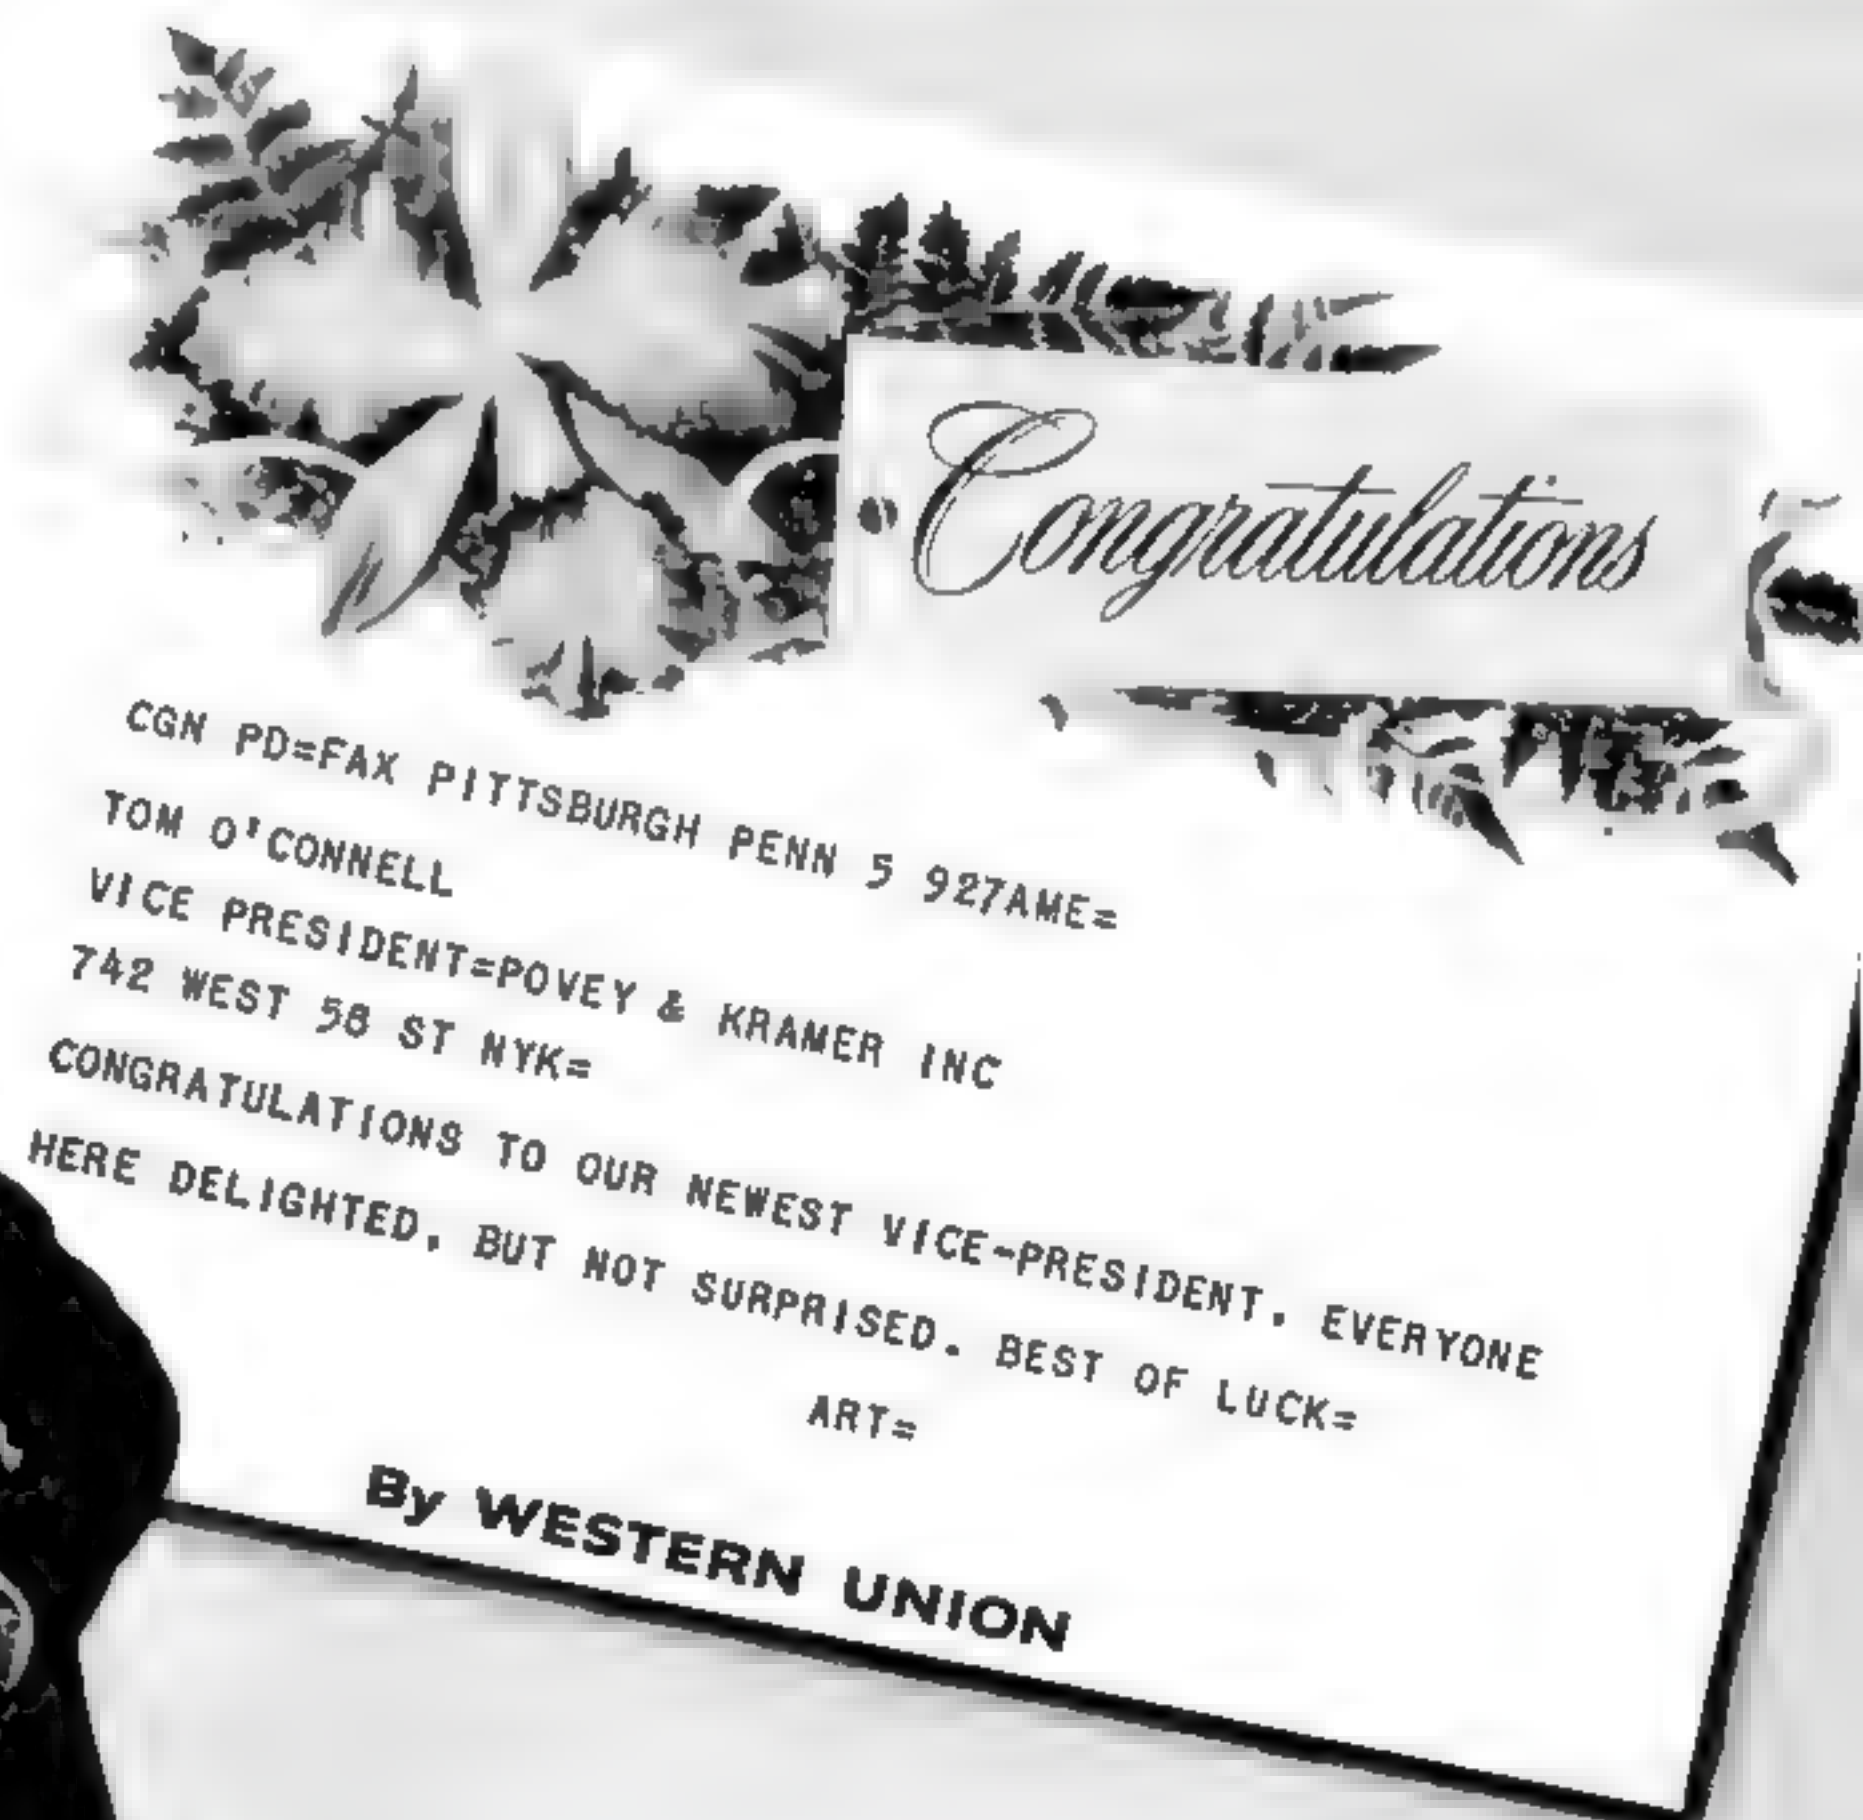 Congratulations
CGN PD=FAX PITTSBURGH PENN 5 927AME=
TOM O'CONNELL
VICE PRESIDENT=POVEY & KRAMER INC
742 WEST 58 ST NYK=
CONGRATULATIONS TO OUR NEWEST VICE-PRESIDENT. EVERYONE
HERE DELIGHTED, BUT NOT SURPRISED. BEST OF LUCK=
ART=
By WESTERN UNION